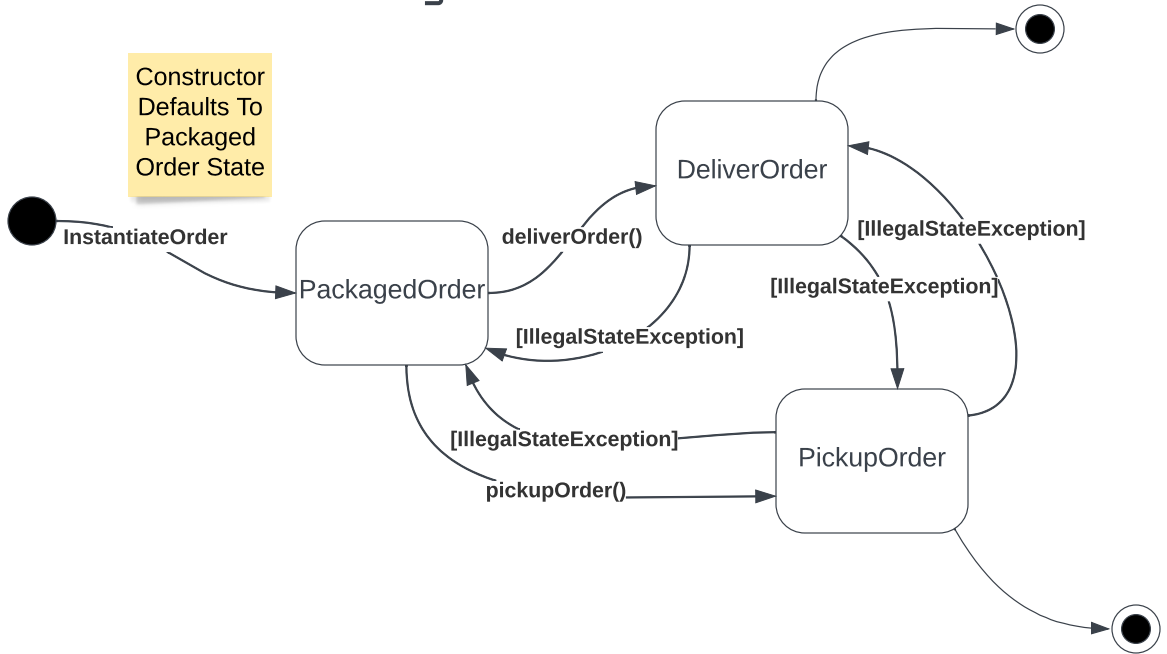 Constructor
Defaults To
Packaged
Order State
InstantiateOrder
PackagedOrder
deliverOrder()
DeliverOrder
[IllegalStateException]
[IllegalStateException]
[IllegalStateException]
[IllegalStateException]
pickupOrder()
PickupOrder